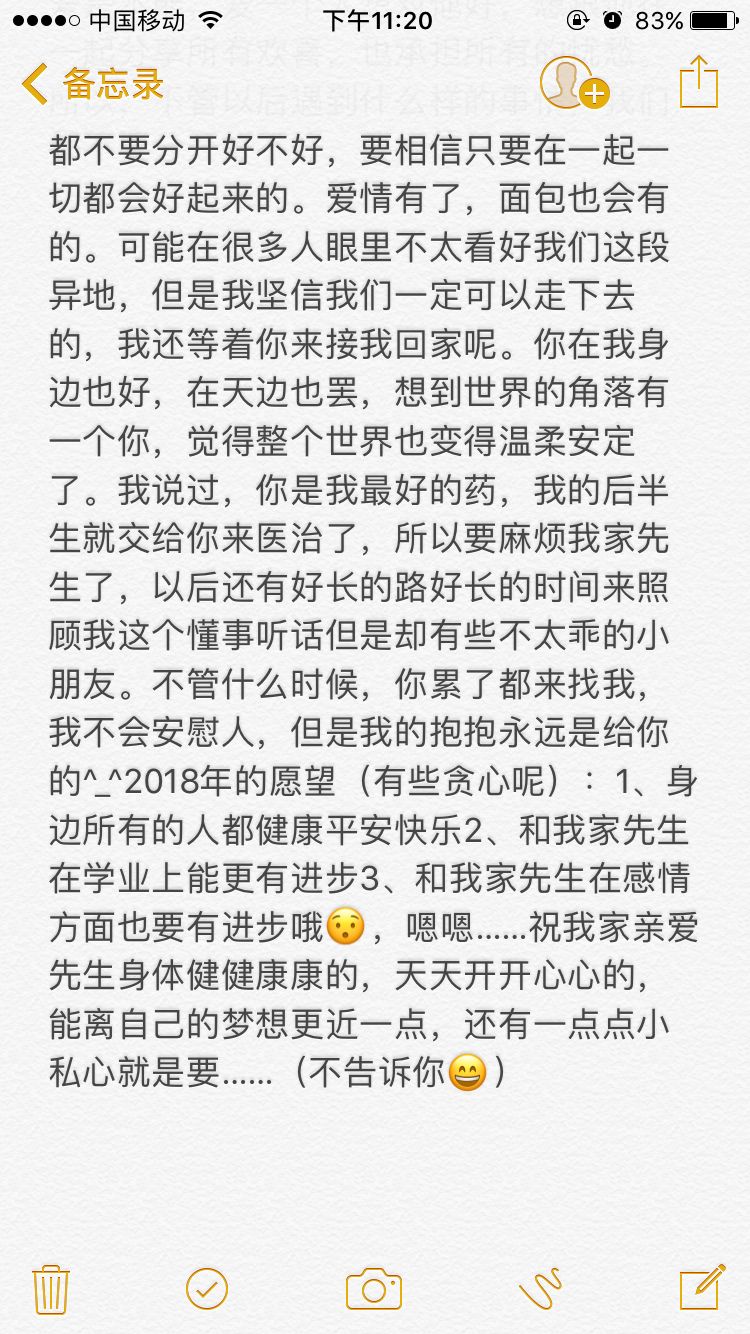 中国移动 下午11:20 83%
备忘录
都不要分开好不好，要相信只要在一起一
切都会好起来的。爱情有了，面包也会有
的。可能在很多人眼里不太看好我们这段
异地，但是我坚信我们一定可以走下去
的，我还等着你来接我回家呢。你在我身
边也好，在天边也罢，想到世界的角落有
一个你，觉得整个世界也变得温柔安定
了。我说过，你是我最好的药，我的后半
生就交给你来医治了，所以要麻烦我家先
生了，以后还有好长的路好长的时间来照
顾我这个懂事听话但是却有些不太乖的小
朋友。不管什么时候，你累了都来找我，
我不会安慰人，但是我的抱抱永远是给你
的^_^2018年的愿望（有些贪心呢）：1、身
边所有的人都健康平安快乐2、和我家先生
在学业上能更有进步3、和我家先生在感情
方面也要有进步哦😯，嗯嗯……祝我家亲爱
先生身体健健康康的，天天开开心心的，
能离自己的梦想更近一点，还有一点点小
私心就是要……（不告诉你😄）